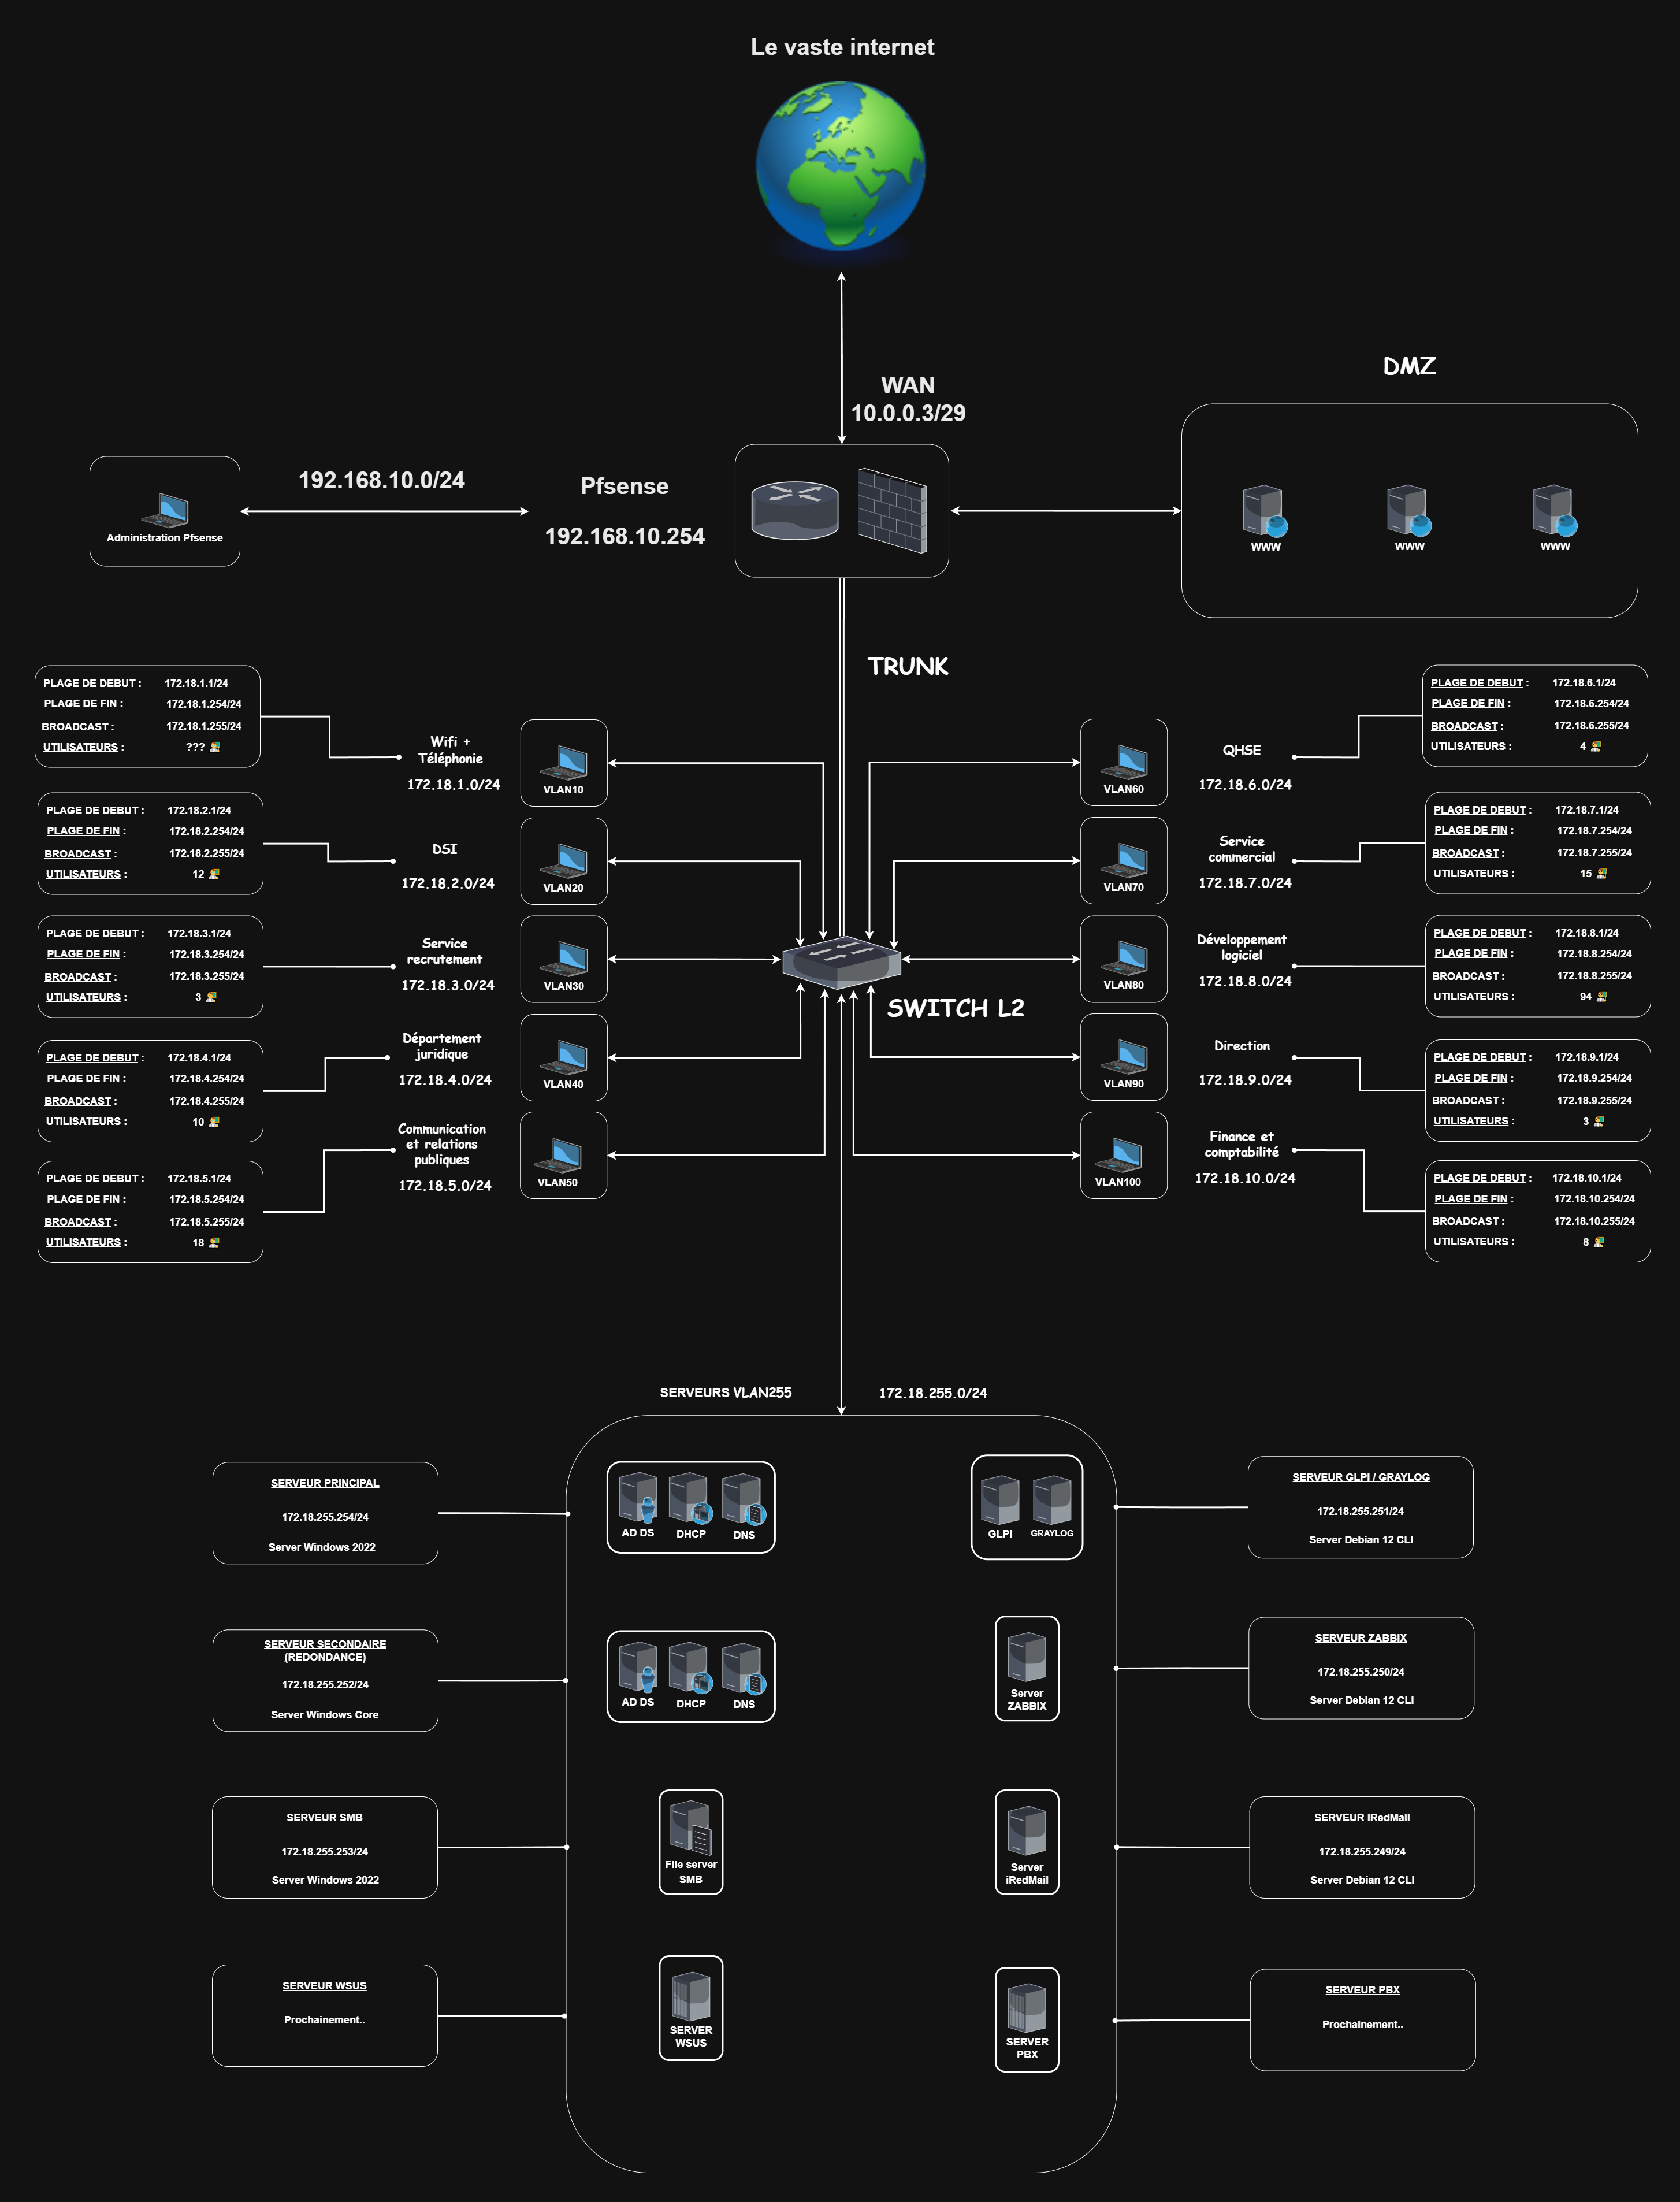 Le vaste internet
WAN
10.0.0.3/29
DMZ
Administration Pfsense
192.168.10.0/24
Pfsense
192.168.10.254
WWW
WWW
WWW
TRUNK
PLAGE DE DEBUT : 172.18.1.1/24
PLAGE DE FIN : 172.18.1.254/24
BROADCAST : 172.18.1.255/24
UTILISATEURS : ???
Wifi +
Téléphonie
172.18.1.0/24
VLAN10
PLAGE DE DEBUT : 172.18.2.1/24
PLAGE DE FIN : 172.18.2.254/24
BROADCAST : 172.18.2.255/24
UTILISATEURS : 12
DSI
172.18.2.0/24
VLAN20
PLAGE DE DEBUT : 172.18.3.1/24
PLAGE DE FIN : 172.18.3.254/24
BROADCAST : 172.18.3.255/24
UTILISATEURS : 3
Service
recrutement
172.18.3.0/24
VLAN30
PLAGE DE DEBUT : 172.18.4.1/24
PLAGE DE FIN : 172.18.4.254/24
BROADCAST : 172.18.4.255/24
UTILISATEURS : 10
Département
juridique
172.18.4.0/24
VLAN40
PLAGE DE DEBUT : 172.18.5.1/24
PLAGE DE FIN : 172.18.5.254/24
BROADCAST : 172.18.5.255/24
UTILISATEURS : 18
Communication
et relations
publiques
172.18.5.0/24
VLAN50
SWITCH L2
VLAN60
QHSE
172.18.6.0/24
PLAGE DE DEBUT : 172.18.6.1/24
PLAGE DE FIN : 172.18.6.254/24
BROADCAST : 172.18.6.255/24
UTILISATEURS : 4
VLAN70
Service
commercial
172.18.7.0/24
PLAGE DE DEBUT : 172.18.7.1/24
PLAGE DE FIN : 172.18.7.254/24
BROADCAST : 172.18.7.255/24
UTILISATEURS : 15
VLAN80
Développement
logiciel
172.18.8.0/24
PLAGE DE DEBUT : 172.18.8.1/24
PLAGE DE FIN : 172.18.8.254/24
BROADCAST : 172.18.8.255/24
UTILISATEURS : 94
VLAN90
Direction
172.18.9.0/24
PLAGE DE DEBUT : 172.18.9.1/24
PLAGE DE FIN : 172.18.9.254/24
BROADCAST : 172.18.9.255/24
UTILISATEURS : 3
VLAN100
Finance et
comptabilité
172.18.10.0/24
PLAGE DE DEBUT : 172.18.10.1/24
PLAGE DE FIN : 172.18.10.254/24
BROADCAST : 172.18.10.255/24
UTILISATEURS : 8
SERVEURS VLAN255
172.18.255.0/24
SERVEUR PRINCIPAL
172.18.255.254/24
Server Windows 2022
AD DS
DHCP
DNS
GLPI
GRAYLOG
SERVEUR GLPI / GRAYLOG
172.18.255.251/24
Server Debian 12 CLI
SERVEUR SECONDAIRE
(REDONDANCE)
172.18.255.252/24
Server Windows Core
AD DS
DHCP
DNS
Server
ZABBIX
SERVEUR ZABBIX
172.18.255.250/24
Server Debian 12 CLI
SERVEUR SMB
172.18.255.253/24
Server Windows 2022
File server
SMB
Server
iRedMail
SERVEUR iRedMail
172.18.255.249/24
Server Debian 12 CLI
SERVEUR WSUS
Prochainement..
SERVER
WSUS
SERVER
PBX
SERVEUR PBX
Prochainement..